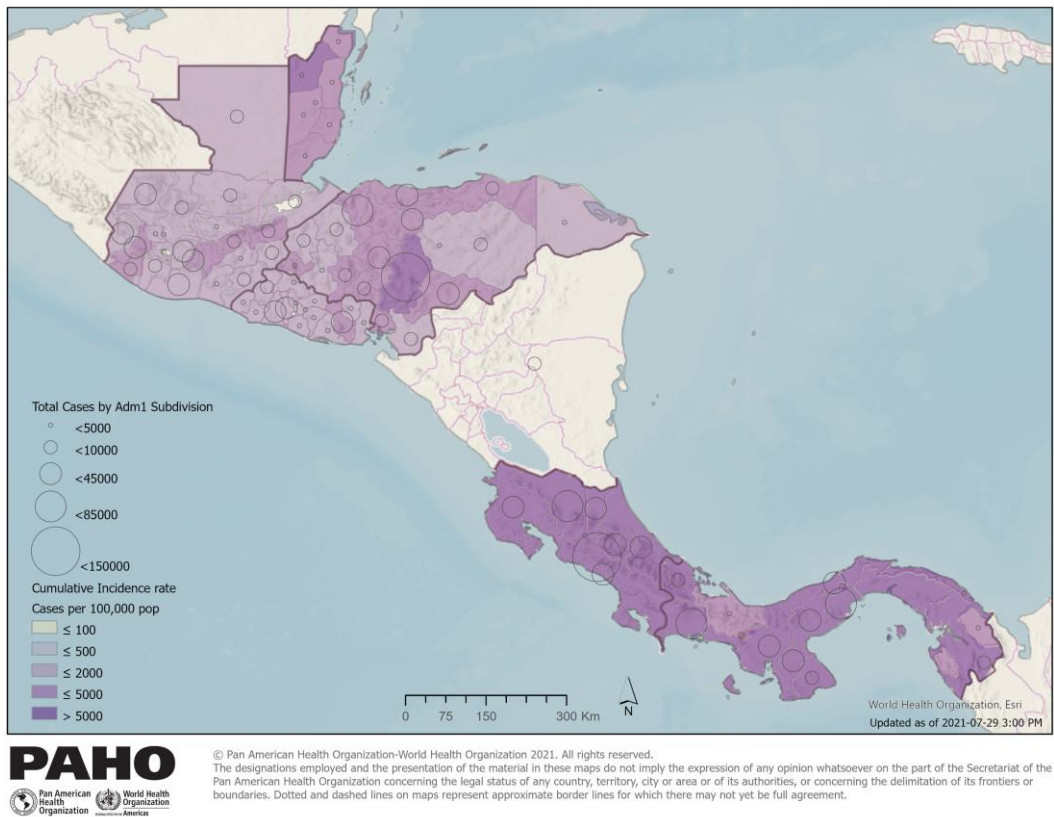 Total Cases by Adm1 Subdivision
<5000
<10000
<45000
<85000
<150000
Cumulative Incidence rate
Cases per 100,000 pop
≤ 100
≤ 500
≤ 2000
≤ 5000
> 5000
0 75 150 300 Km
N
World Health Organization, Esri
Updated as of 2021-07-29 3:00 PM
PAHO
Pan American
Health
Organization
World Health
Organization
Americas
© Pan American Health Organization-World Health Organization 2021. All rights reserved.
The designations employed and the presentation of the material in these maps do not imply the expression of any opinion whatsoever on the part of the Secretariat of the
Pan American Health Organization concerning the legal status of any country, territory, city or area or of its authorities, or concerning the delimitation of its frontiers or
boundaries. Dotted and dashed lines on maps represent approximate border lines for which there may not yet be full agreement.